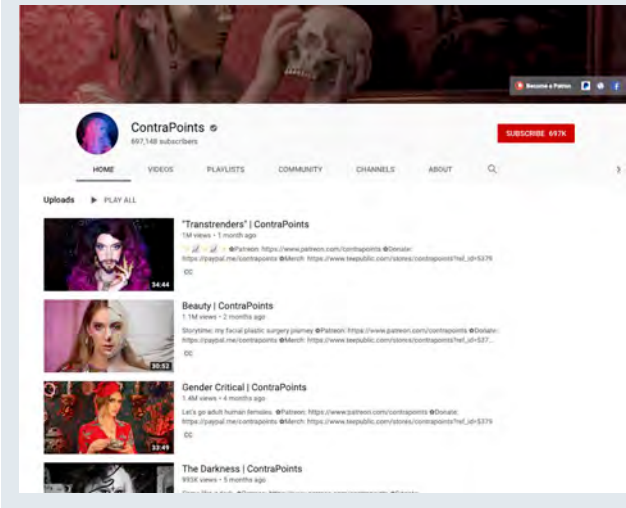 Become a Patron
ContraPoints
697,148 subscribers
SUBSCRIBE 697K
HOME VIDEOS PLAYLISTS COMMUNITY CHANNELS ABOUT
Uploads PLAY ALL
"Transtrenders" | ContraPoints
1M views • 1 month ago
✿Patreon: https://www.patreon.com/contrapoints ✿Donate:
https://paypal.me/contrapoints ✿Merch: https://www.teepublic.com/stores/contrapoints?ref_id=5379
CC
34:44
Beauty | ContraPoints
1.1M views • 2 months ago
Storytime: my facial plastic surgery journey ✿Patreon: https://www.patreon.com/contrapoints ✿Donate:
https://paypal.me/contrapoints ✿Merch: https://www.teepublic.com/stores/contrapoints?ref_id=537...
CC
30:52
Gender Critical | ContraPoints
1.4M views • 4 months ago
Let's go adult human females. ✿Patreon: https://www.patreon.com/contrapoints ✿Donate:
https://paypal.me/contrapoints ✿Merch: https://www.teepublic.com/stores/contrapoints?ref_id=5379
CC
33:49
The Darkness | ContraPoints
993K views • 5 months ago